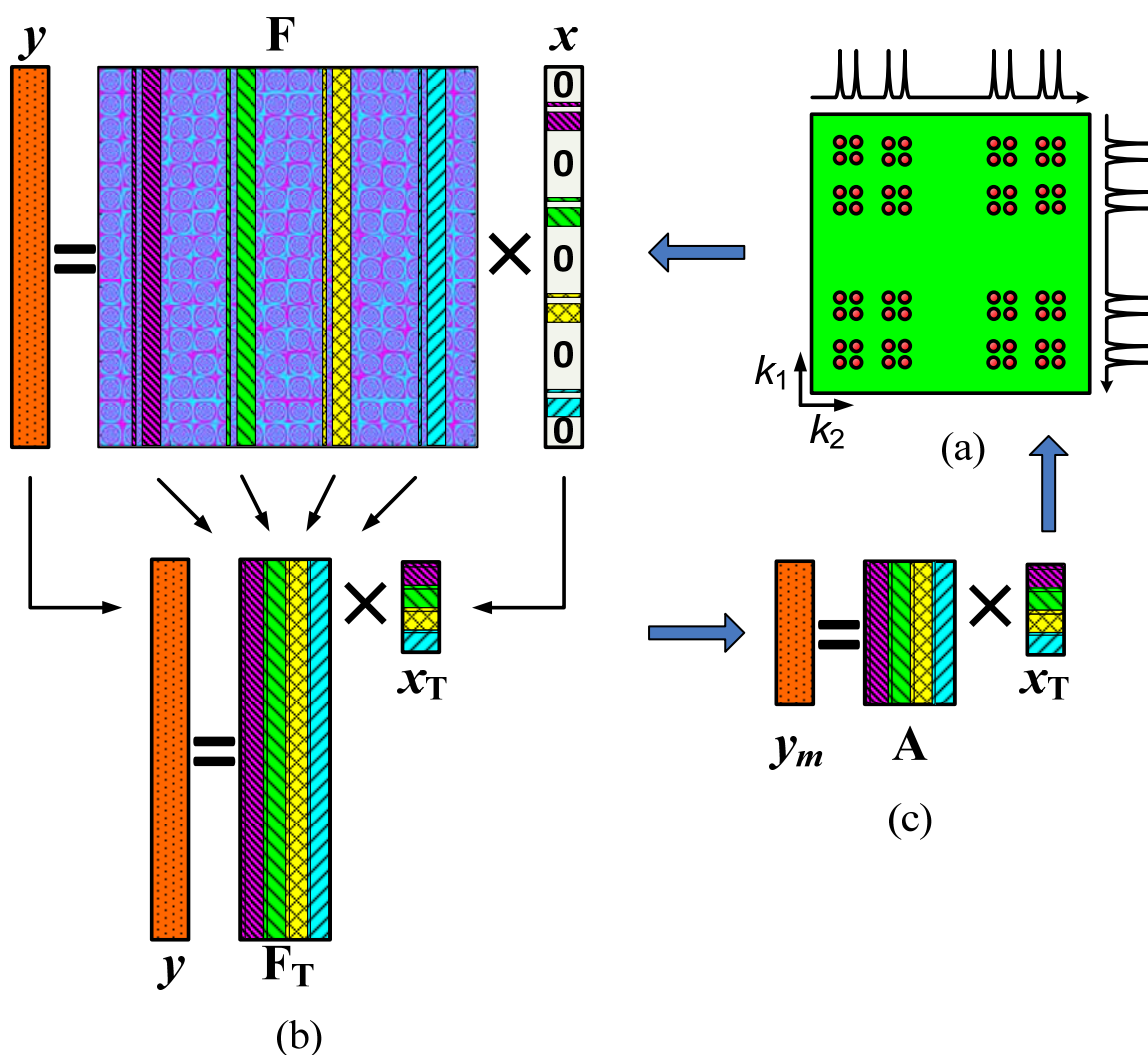 y F x
= ×
0
0
0
0
0
k1
k2
(a)
y = FT × xT
(b)
ym = A × xT
(c)